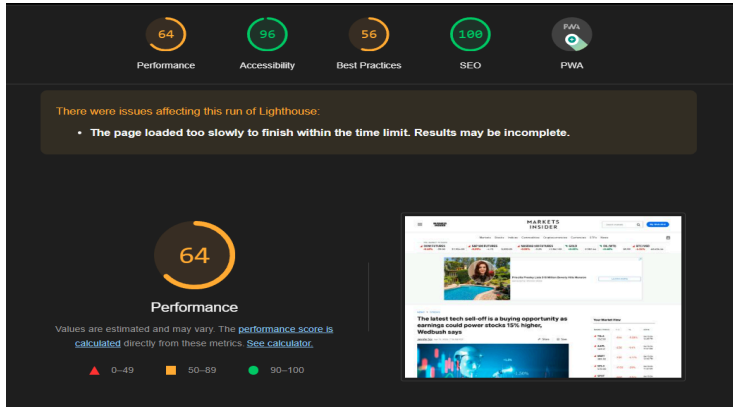 64
96
56
100
PWA
Performance
Accessibility
Best Practices
SEO
PWA
There were issues affecting this run of Lighthouse:
• The page loaded too slowly to finish within the time limit. Results may be incomplete.
64
Performance
Values are estimated and may vary. The performance score is
calculated directly from these metrics. See calculator.
0–49
50–89
90–100
MARKETS
INSIDER
The latest tech sell-off is a buying opportunity as
earnings could power stocks 15% higher,
Wedbush says